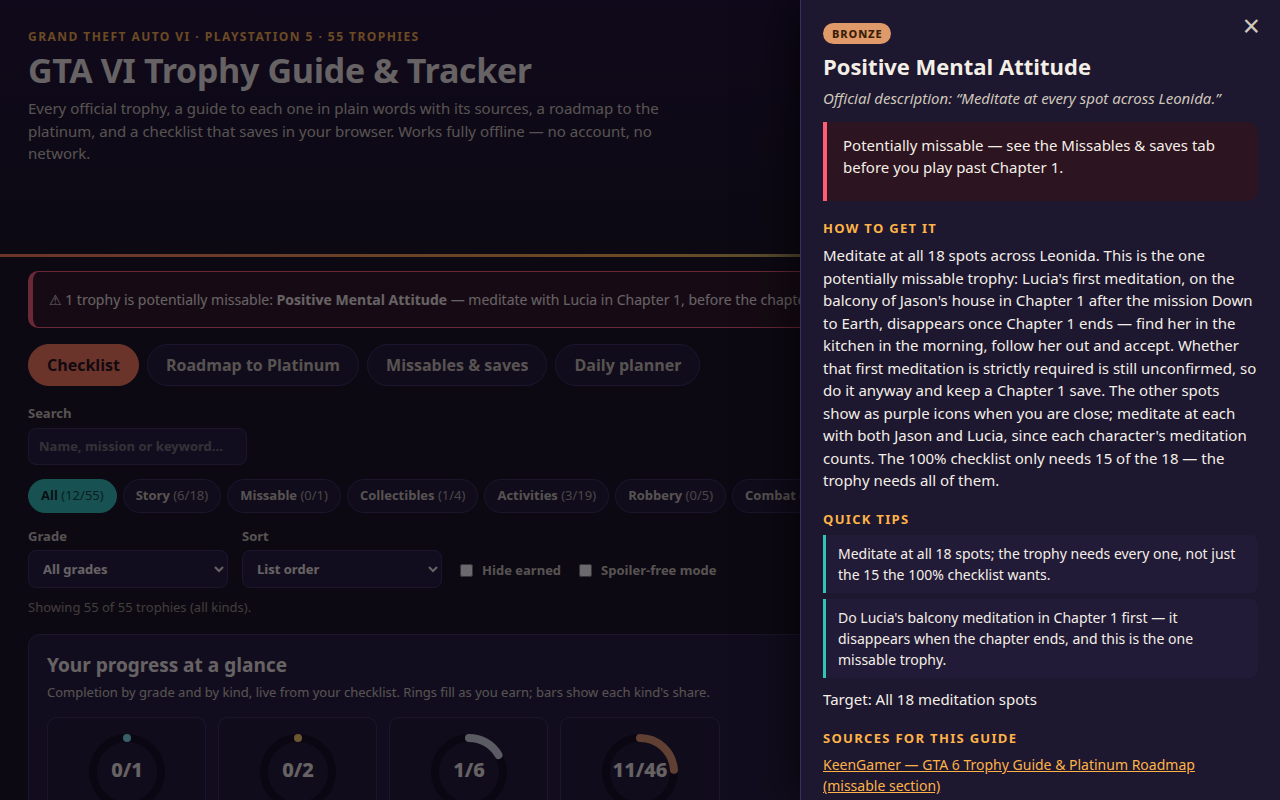 GRAND THEFT AUTO VI · PLAYSTATION 5 · 55 TROPHIES
GTA VI Trophy Guide & Tracker
Every official trophy, a guide to each one in plain words with its sources, a roadmap to the
platinum, and a checklist that saves in your browser. Works fully offline — no account, no
network.
⚠ 1 trophy is potentially missable: Positive Mental Attitude — meditate with Lucia in Chapter 1, before the
Checklist
Roadmap to Platinum
Missables & saves
Daily planner
Search
Name, mission or keyword...
All (12/55)
Story (6/18)
Missable (0/1)
Collectibles (1/4)
Activities (3/19)
Robbery (0/5)
Combat
Grade
Sort
All grades
List order
Hide earned
Spoiler-free mode
Showing 55 of 55 trophies (all kinds).
Your progress at a glance
Completion by grade and by kind, live from your checklist. Rings fill as you earn; bars show each kind's share.
0/1
0/2
1/6
11/46
×
BRONZE
Positive Mental Attitude
Official description: “Meditate at every spot across Leonida.”
Potentially missable — see the Missables & saves tab
before you play past Chapter 1.
HOW TO GET IT
Meditate at all 18 spots across Leonida. This is the one
potentially missable trophy: Lucia's first meditation, on the
balcony of Jason's house in Chapter 1 after the mission Down
to Earth, disappears once Chapter 1 ends — find her in the
kitchen in the morning, follow her out and accept. Whether
that first meditation is strictly required is still unconfirmed, so
do it anyway and keep a Chapter 1 save. The other spots
show as purple icons when you are close; meditate at each
with both Jason and Lucia, since each character's meditation
counts. The 100% checklist only needs 15 of the 18 — the
trophy needs all of them.
QUICK TIPS
Meditate at all 18 spots; the trophy needs every one, not just
the 15 the 100% checklist wants.
Do Lucia's balcony meditation in Chapter 1 first — it
disappears when the chapter ends, and this is the one
missable trophy.
Target: All 18 meditation spots
SOURCES FOR THIS GUIDE
KeenGamer — GTA 6 Trophy Guide & Platinum Roadmap
(missable section)